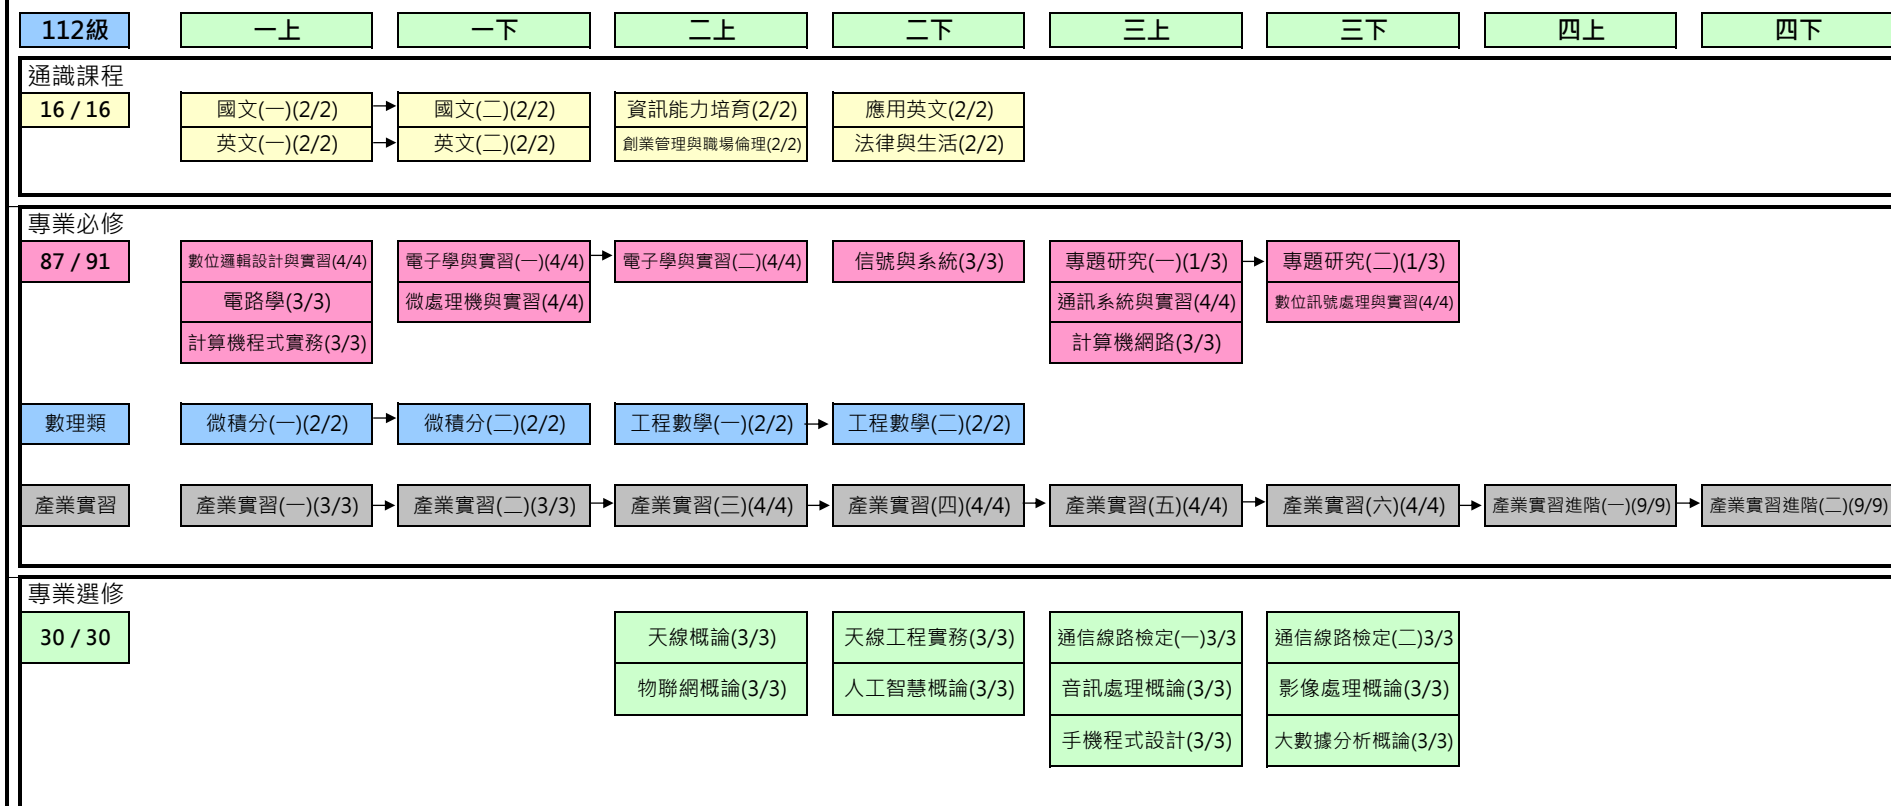 112級 一上 一下 二上 二下 三上 三下 四上 四下
通識課程
16 / 16 國文(一)(2/2) 國文(二)(2/2) 資訊能力培育(2/2) 應用英文(2/2)
英文(一)(2/2) 英文(二)(2/2) 創業管理與職場倫理(2/2) 法律與生活(2/2)
專業必修
87 / 91 數位邏輯設計與實習(4/4) 電子學與實習(一)(4/4) 電子學與實習(二)(4/4) 信號與系統(3/3) 專題研究(一)(1/3) 專題研究(二)(1/3)
電路學(3/3) 微處理機與實習(4/4) 通訊系統與實習(4/4) 數位訊號處理與實習(4/4)
計算機程式實務(3/3) 計算機網路(3/3)
數理類 微積分(一)(2/2) 微積分(二)(2/2) 工程數學(一)(2/2) 工程數學(二)(2/2)
產業實習 產業實習(一)(3/3) 產業實習(二)(3/3) 產業實習(三)(4/4) 產業實習(四)(4/4) 產業實習(五)(4/4) 產業實習(六)(4/4) 產業實習進階(一)(9/9) 產業實習進階(二)(9/9)
專業選修
30 / 30 天線概論(3/3) 天線工程實務(3/3) 通信線路檢定(一)3/3 通信線路檢定(二)3/3
物聯網概論(3/3) 人工智慧概論(3/3) 音訊處理概論(3/3) 影像處理概論(3/3)
手機程式設計(3/3) 大數據分析概論(3/3)